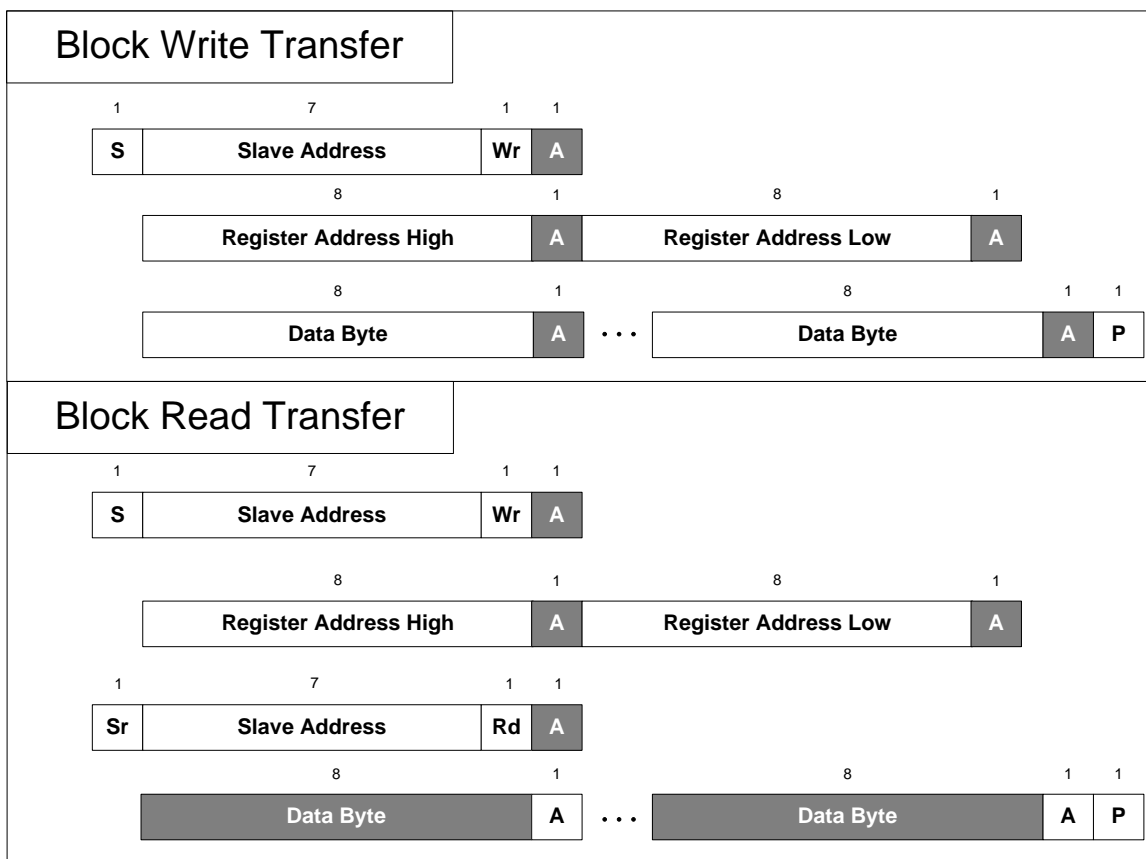 Block Write Transfer
1 7 1 1
S Slave Address Wr A
8 1 8 1
Register Address High A Register Address Low A
8 1 8 1 1
Data Byte A • • • Data Byte A P
Block Read Transfer
1 7 1 1
S Slave Address Wr A
8 1 8 1
Register Address High A Register Address Low A
1 7 1 1
Sr Slave Address Rd A
8 1 8 1 1
Data Byte A • • • Data Byte A P